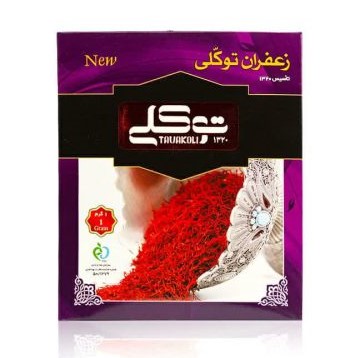 New
زعفران توکلی
تاسیس ۱۳۲۰
توکلی
TAVAKOLI ۱۳۲۰
۱ گرم
1
Gram